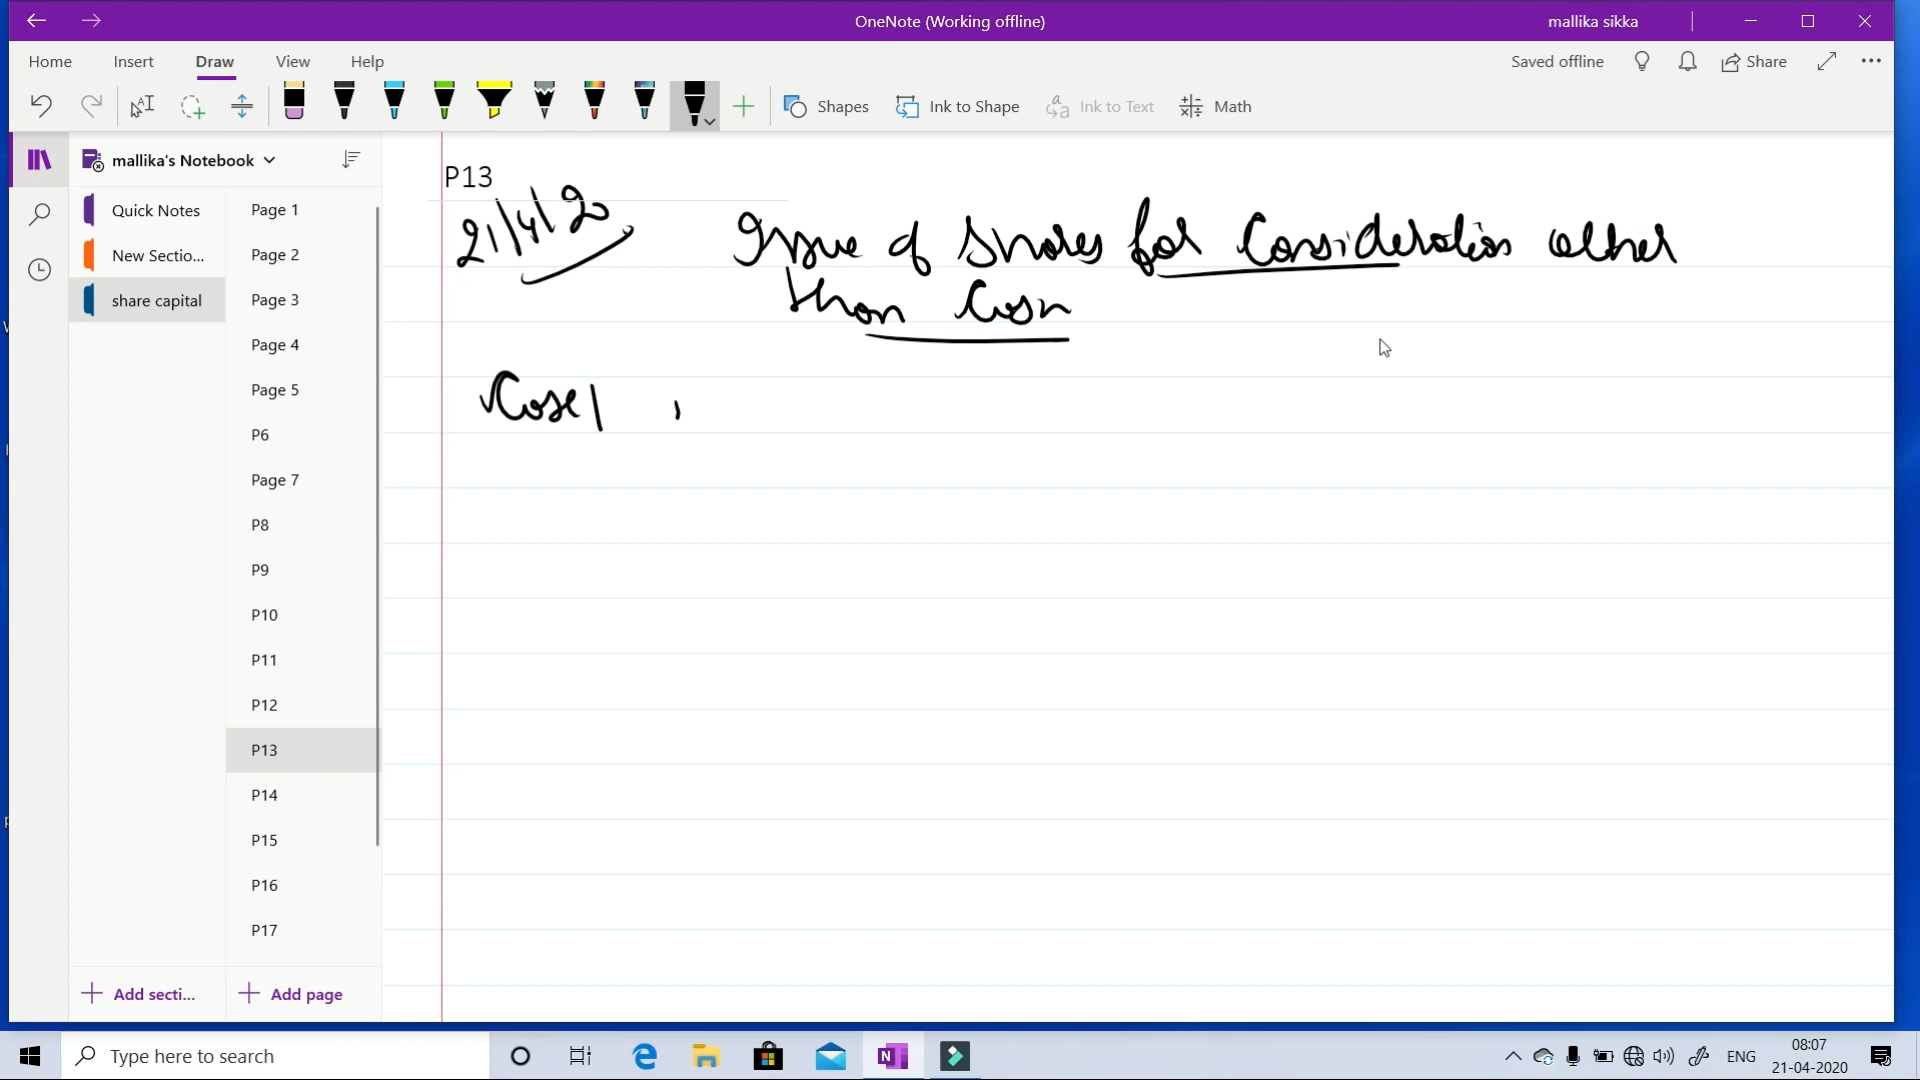 OneNote (Working offline)
mallika sikka
Home Insert Draw View Help
Saved offline
Share
Shapes
Ink to Shape
Ink to Text
Math
mallika's Notebook
Quick Notes
New Sectio...
share capital
Add secti...
Page 1
Page 2
Page 3
Page 4
Page 5
P6
Page 7
P8
P9
P10
P11
P12
P13
P14
P15
P16
P17
Add page
P13
21/4/20
Issue of Shares for Consideration other
than Cash
Case 1
Type here to search
ENG
08:07
21-04-2020